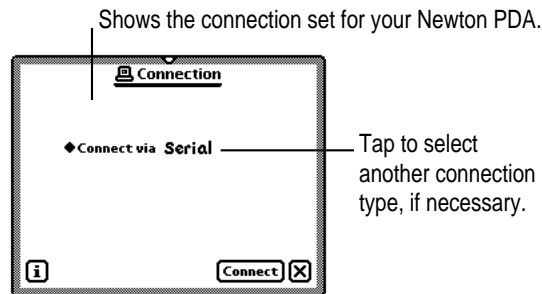 Shows the connection set for your Newton PDA.
Connection
◆Connect via Serial
Tap to select
another connection
type, if necessary.
i
Connect X